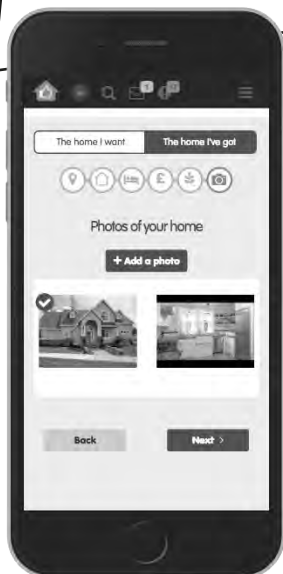 The home I want The home I've got
£
Photos of your home
+ Add a photo
Back Next >